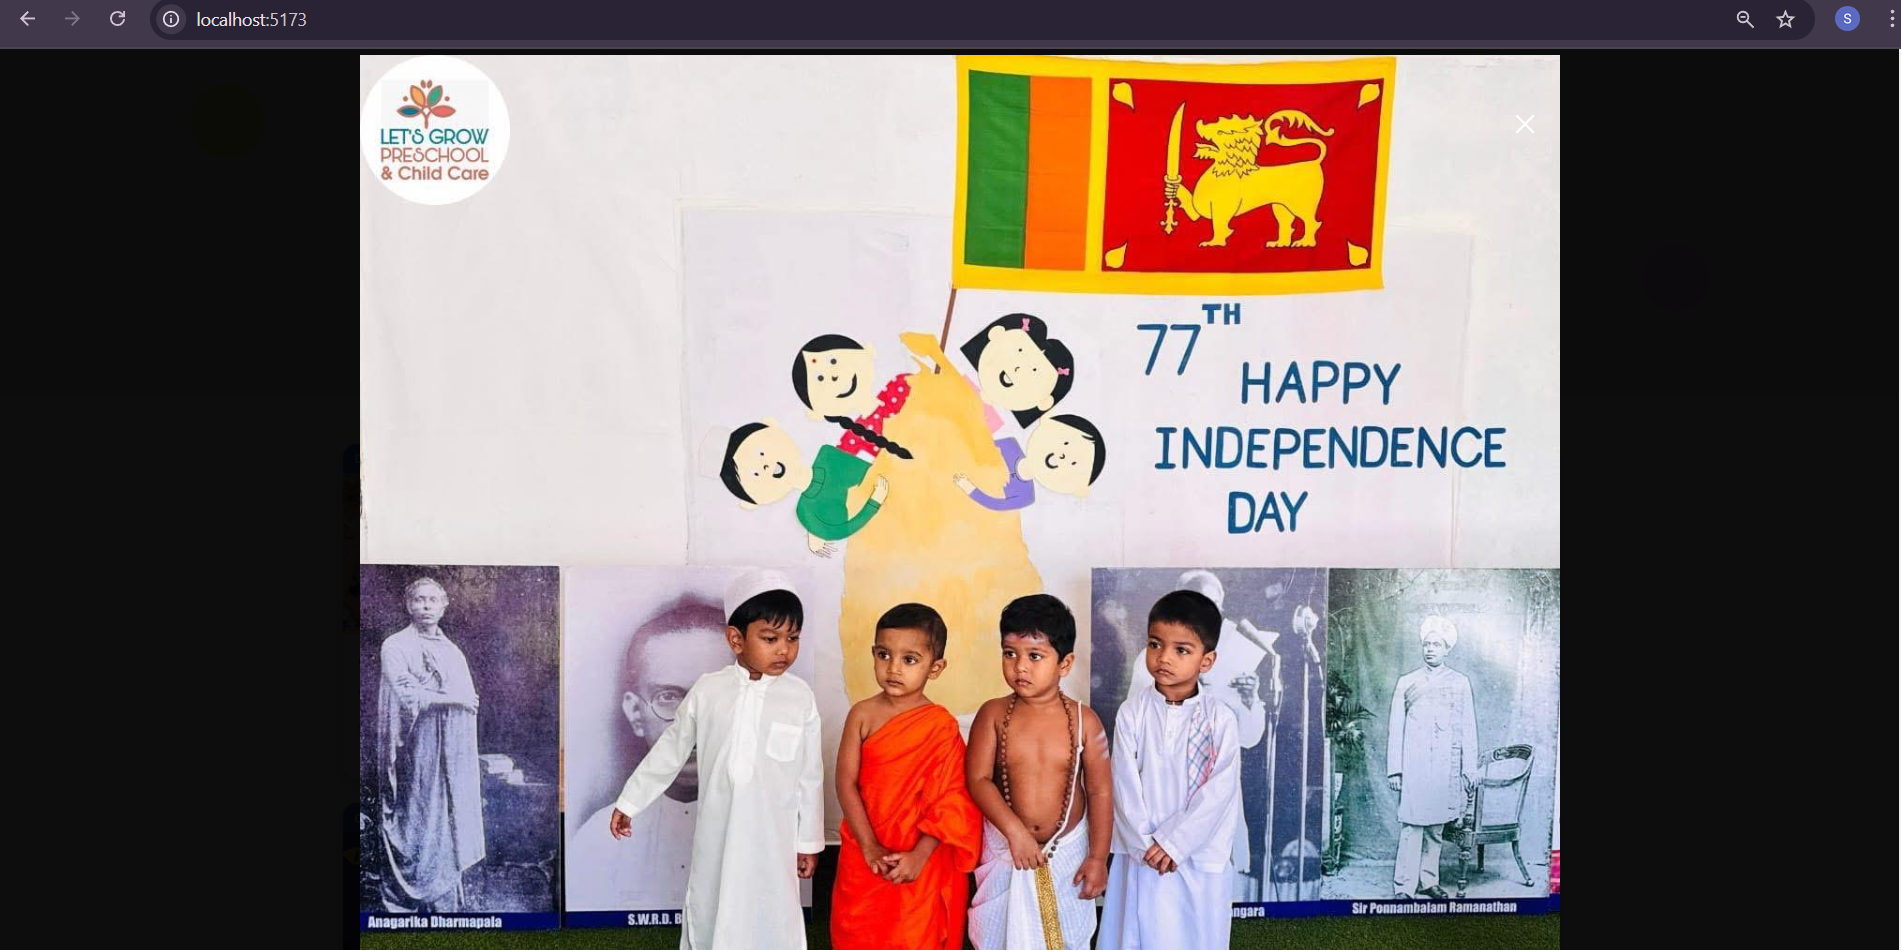 localhost:5173
S
LET'S GROW
PRESCHOOL
& Child Care
77TH
HAPPY
INDEPENDENCE
DAY
Anagarika Dharmapala
S.W.R.D. B
ngara
Sir Ponnambalam Ramanathan